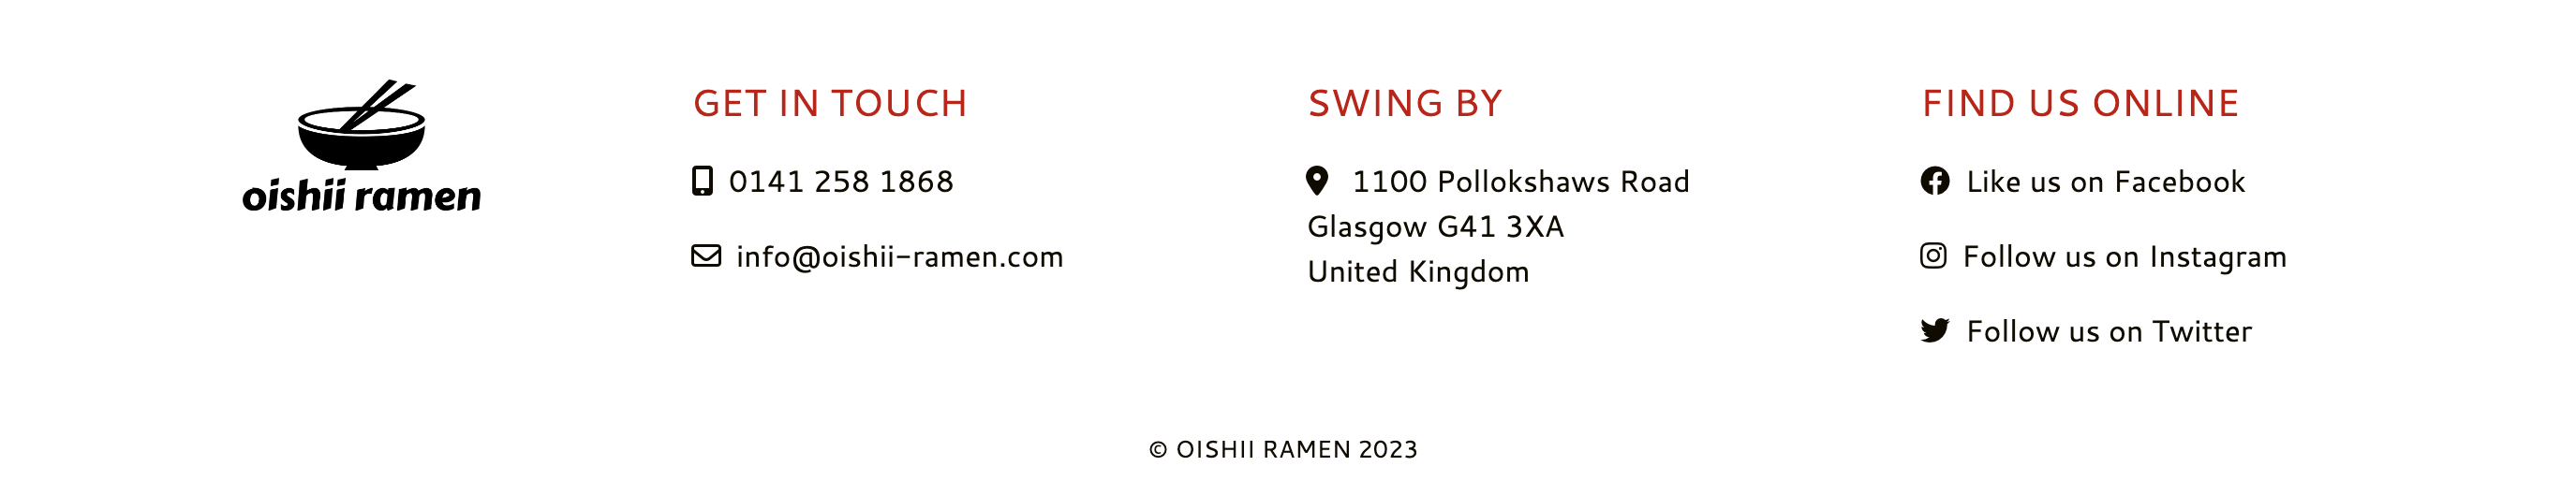 oishii ramen
GET IN TOUCH
0141 258 1868
info@oishii-ramen.com
SWING BY
1100 Pollokshaws Road
Glasgow G41 3XA
United Kingdom
FIND US ONLINE
Like us on Facebook
Follow us on Instagram
Follow us on Twitter
© OISHII RAMEN 2023